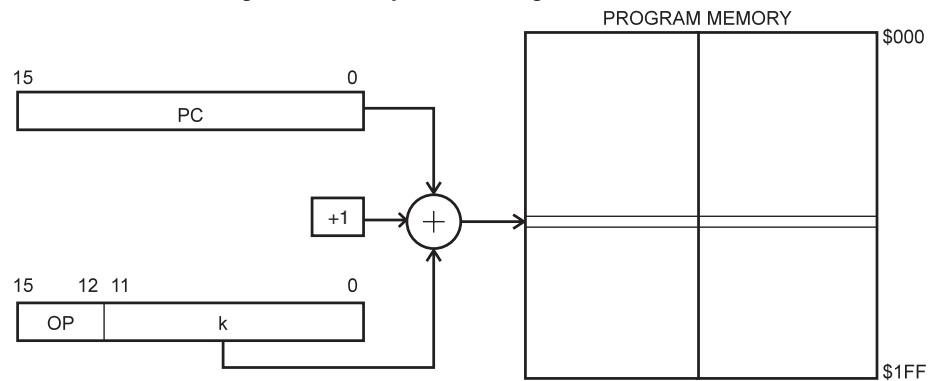 PROGRAM MEMORY
$000
15 0
PC
+1
15 12 11 0
OP k
$1FF